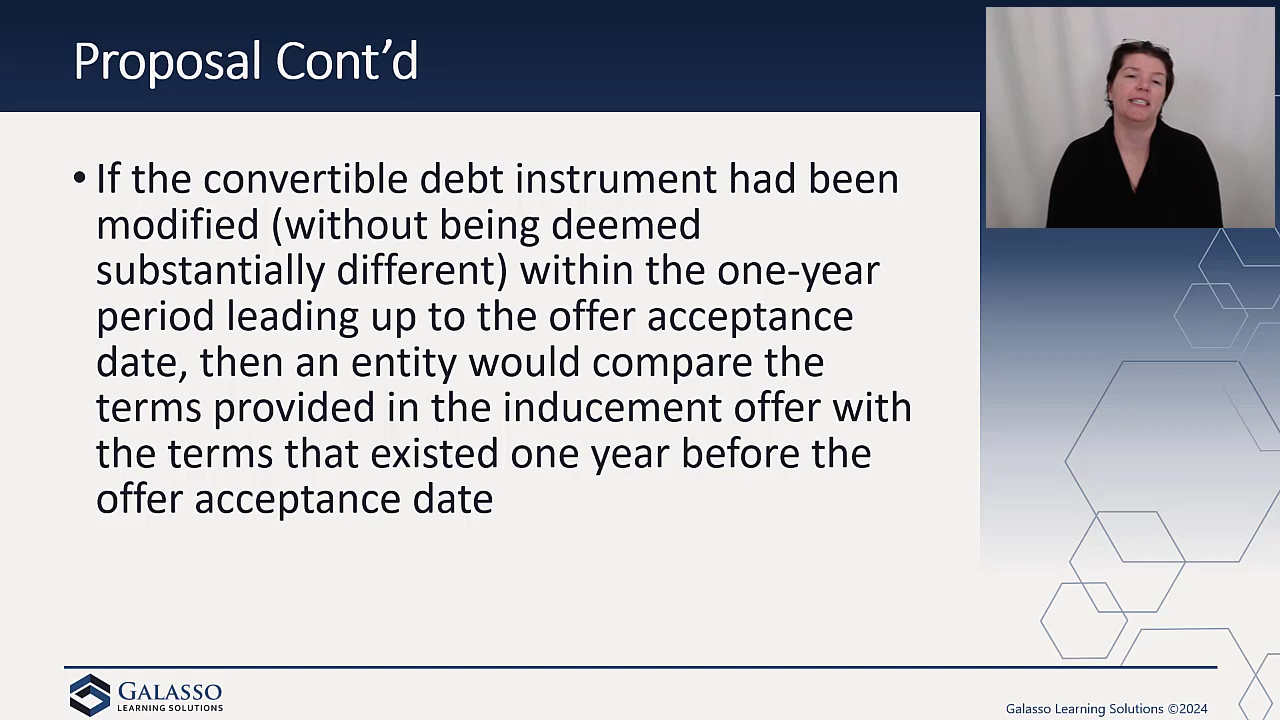 Proposal Cont’d
• If the convertible debt instrument had been
modified (without being deemed
substantially different) within the one-year
period leading up to the offer acceptance
date, then an entity would compare the
terms provided in the inducement offer with
the terms that existed one year before the
offer acceptance date
GALASSO
LEARNING SOLUTIONS
Galasso Learning Solutions ©2024